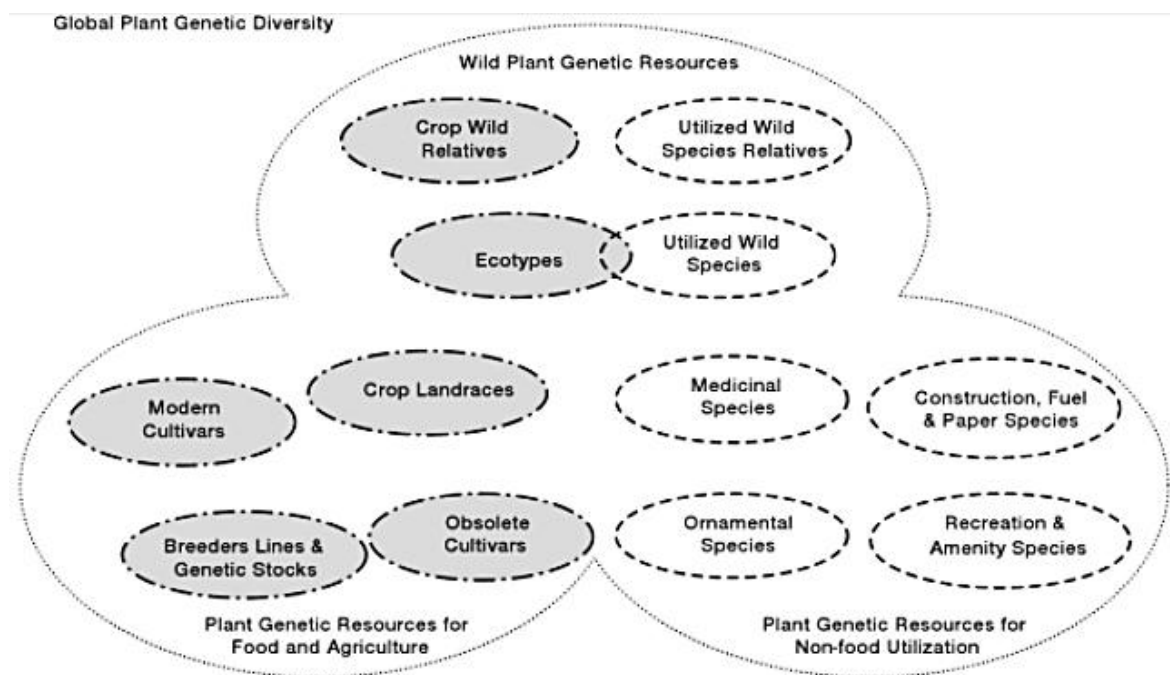 Global Plant Genetic Diversity
Wild Plant Genetic Resources
Crop Wild
Relatives
Utilized Wild
Species Relatives
Ecotypes
Utilized Wild
Species
Modern
Cultivars
Crop Landraces
Medicinal
Species
Construction, Fuel
& Paper Species
Breeders Lines &
Genetic Stocks
Obsolete
Cultivars
Ornamental
Species
Recreation &
Amenity Species
Plant Genetic Resources for
Food and Agriculture
Plant Genetic Resources for
Non-food Utilization